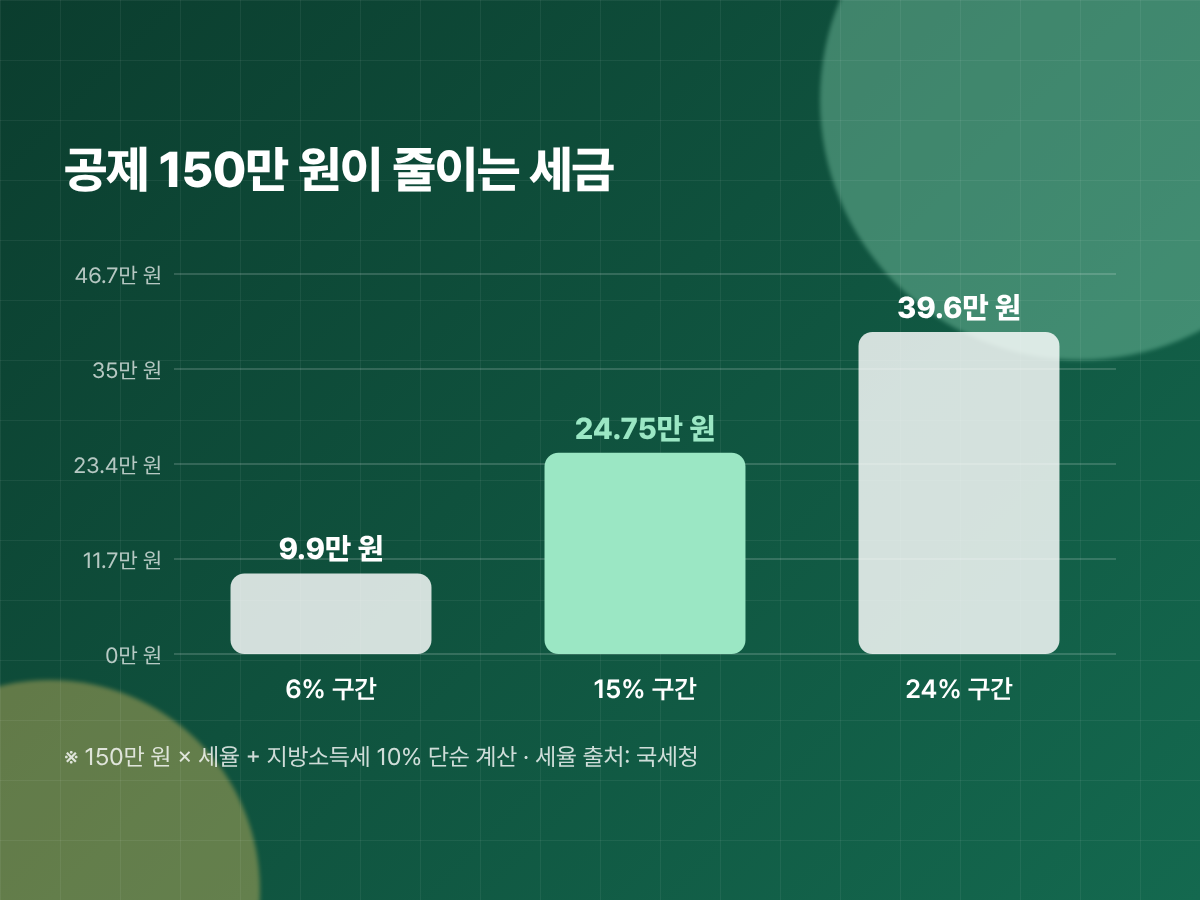 공제 150만 원이 줄이는 세금
46.7만 원
39.6만 원
35만 원
24.75만 원
23.4만 원
9.9만 원
11.7만 원
0만 원
6% 구간
15% 구간
24% 구간
※ 150만 원 × 세율 + 지방소득세 10% 단순 계산 · 세율 출처: 국세청